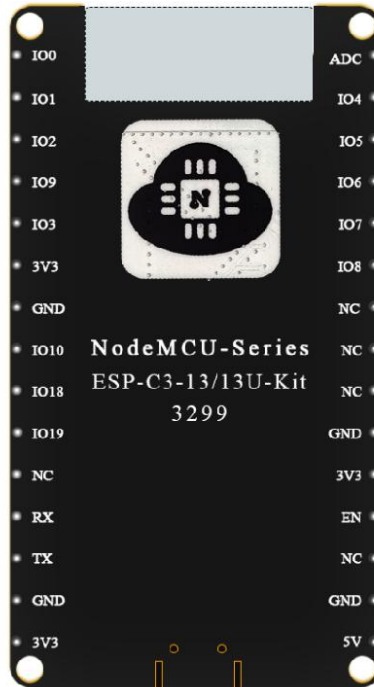 IO0 ADC
IO1 IO4
IO2 IO5
IO9 IO6
IO3 IO7
3V3 IO8
GND NC
IO10 NC
NodeMCU-Series
ESP-C3-13/13U-Kit
IO18 NC
3299
IO19 GND
NC 3V3
RX EN
TX NC
GND GND
3V3 5V
N